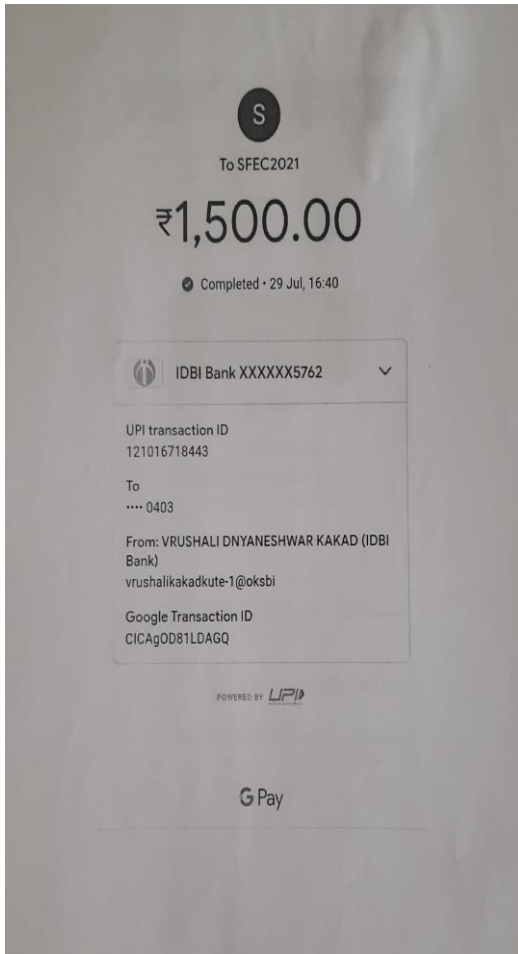 S
To SFEC2021
₹1,500.00
Completed • 29 Jul, 16:40
IDBI Bank XXXXXX5762
UPI transaction ID
121016718443
To
•••• 0403
From: VRUSHALI DNYANESHWAR KAKAD (IDBI
Bank)
vrushalikakadkute-1@oksbi
Google Transaction ID
CICAgOD81LDAGQ
POWERED BY UPI
G Pay